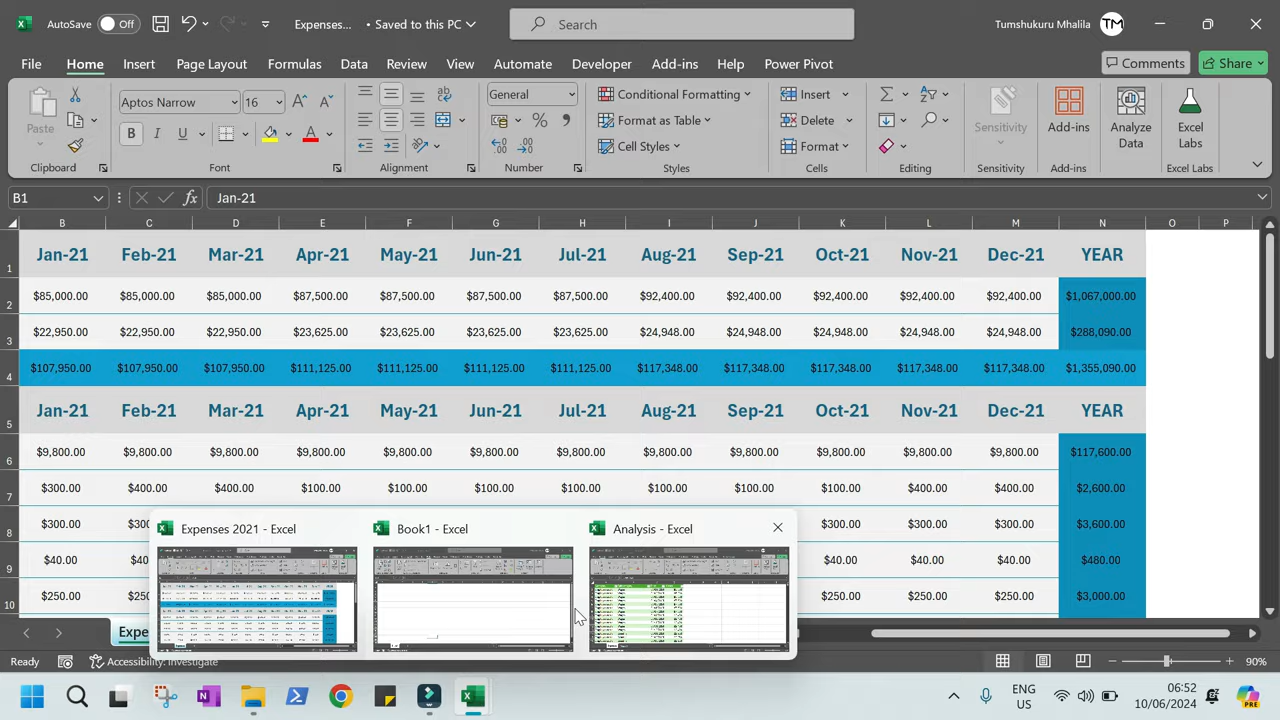 AutoSave Off Expenses... • Saved to this PC Search Tumshukuru Mhalila TM
File Home Insert Page Layout Formulas Data Review View Automate Developer Add-ins Help Power Pivot Comments Share
Paste Aptos Narrow 16 General Conditional Formatting Insert Sensitivity Add-ins Analyze Data Excel Labs
B I U A % Format as Table Delete
Cell Styles Format
Clipboard Font Alignment Number Styles Cells Editing Sensitivity Add-ins Excel Labs
B1 fx Jan-21
B C D E F G H I J K L M N O P
1 Jan-21 Feb-21 Mar-21 Apr-21 May-21 Jun-21 Jul-21 Aug-21 Sep-21 Oct-21 Nov-21 Dec-21 YEAR
2 $85,000.00 $85,000.00 $85,000.00 $87,500.00 $87,500.00 $87,500.00 $87,500.00 $92,400.00 $92,400.00 $92,400.00 $92,400.00 $92,400.00 $1,067,000.00
3 $22,950.00 $22,950.00 $22,950.00 $23,625.00 $23,625.00 $23,625.00 $23,625.00 $24,948.00 $24,948.00 $24,948.00 $24,948.00 $24,948.00 $288,090.00
4 $107,950.00 $107,950.00 $107,950.00 $111,125.00 $111,125.00 $111,125.00 $111,125.00 $117,348.00 $117,348.00 $117,348.00 $117,348.00 $117,348.00 $1,355,090.00
5 Jan-21 Feb-21 Mar-21 Apr-21 May-21 Jun-21 Jul-21 Aug-21 Sep-21 Oct-21 Nov-21 Dec-21 YEAR
6 $9,800.00 $9,800.00 $9,800.00 $9,800.00 $9,800.00 $9,800.00 $9,800.00 $9,800.00 $9,800.00 $9,800.00 $9,800.00 $9,800.00 $117,600.00
7 $300.00 $400.00 $400.00 $100.00 $100.00 $100.00 $100.00 $100.00 $100.00 $100.00 $400.00 $400.00 $2,600.00
8 $300.00 $30 $300.00 $300.00 $300.00 $3,600.00
9 $40.00 $40 $40.00 $40.00 $40.00 $480.00
10 $250.00 $250 $250.00 $250.00 $250.00 $3,000.00
Expenses 2021 - Excel Book1 - Excel Analysis - Excel
Expe
Ready Accessibility: Investigate 90%
ENG US 06:52 10/06/2024 PRE